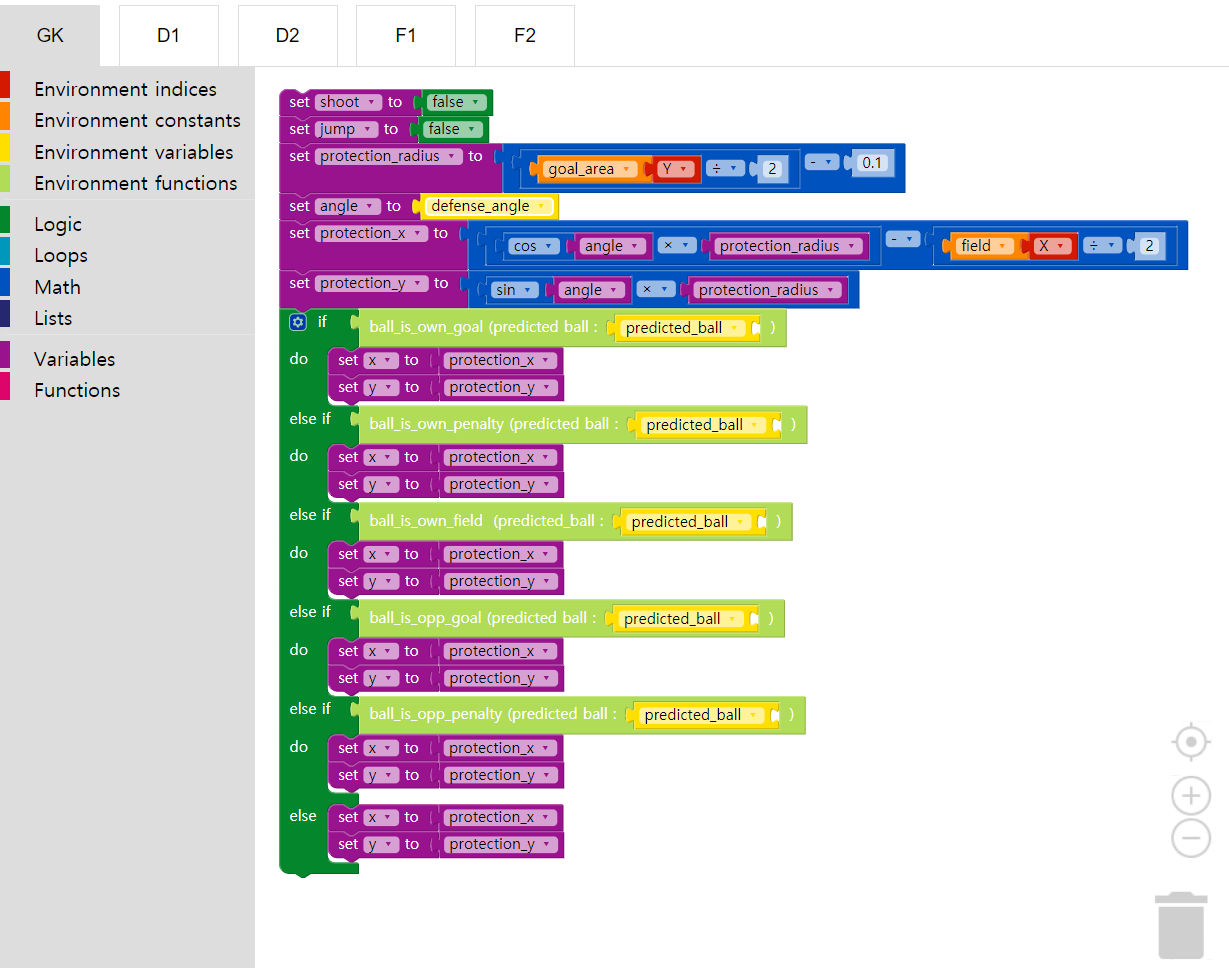 GK D1 D2 F1 F2
Environment indices
Environment constants
Environment variables
Environment functions
Logic
Loops
Math
Lists
Variables
Functions
set shoot to false
set jump to false
set protection_radius to goal_area Y ÷ 2 - 0.1
set angle to defense_angle
set protection_x to cos angle × protection_radius - field X ÷ 2
set protection_y to sin angle × protection_radius
if ball_is_own_goal (predicted ball : predicted_ball )
do set x to protection_x
set y to protection_y
else if ball_is_own_penalty (predicted ball : predicted_ball )
do set x to protection_x
set y to protection_y
else if ball_is_own_field (predicted_ball : predicted_ball )
do set x to protection_x
set y to protection_y
else if ball_is_opp_goal (predicted ball : predicted_ball )
do set x to protection_x
set y to protection_y
else if ball_is_opp_penalty (predicted ball : predicted_ball )
do set x to protection_x
set y to protection_y
else set x to protection_x
set y to protection_y